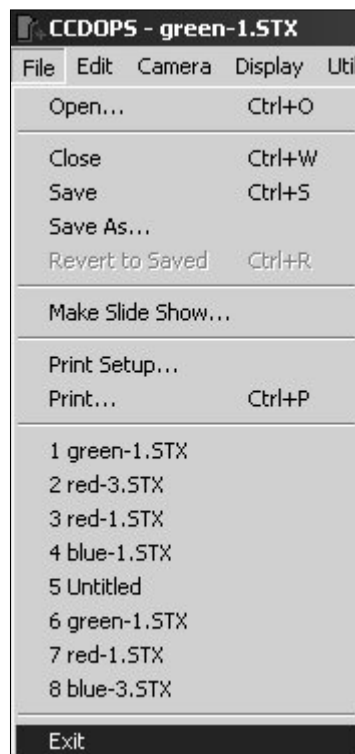 CCDOPS - green-1.STX
File Edit Camera Display Uti
Open... Ctrl+O
Close Ctrl+W
Save Ctrl+S
Save As...
Revert to Saved Ctrl+R
Make Slide Show...
Print Setup...
Print... Ctrl+P
1 green-1.STX
2 red-3.STX
3 red-1.STX
4 blue-1.STX
5 Untitled
6 green-1.STX
7 red-1.STX
8 blue-3.STX
Exit